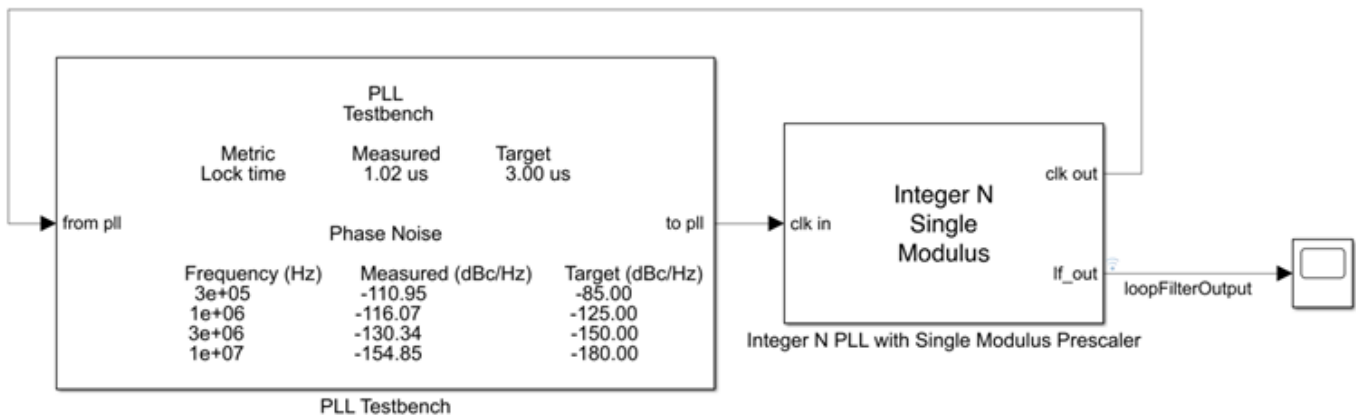 PLL
Testbench
Metric Measured Target
Lock time 1.02 us 3.00 us
from pll
to pll
Phase Noise
Frequency (Hz) Measured (dBc/Hz) Target (dBc/Hz)
3e+05 -110.95 -85.00
1e+06 -116.07 -125.00
3e+06 -130.34 -150.00
1e+07 -154.85 -180.00
PLL Testbench
clk in
Integer N
Single
Modulus
clk out
lf_out
Integer N PLL with Single Modulus Prescaler
loopFilterOutput